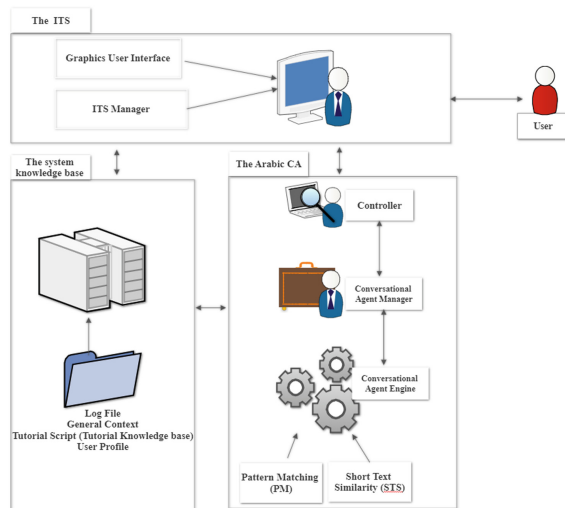 The ITS
Graphics User Interface
ITS Manager
User
The system
knowledge base
The Arabic CA
Controller
Conversational
Agent Manager
Conversational
Agent Engine
Log File
General Context
Tutorial Script (Tutorial Knowledge base)
User Profile
Pattern Matching
(PM)
Short Text
Similarity (STS)